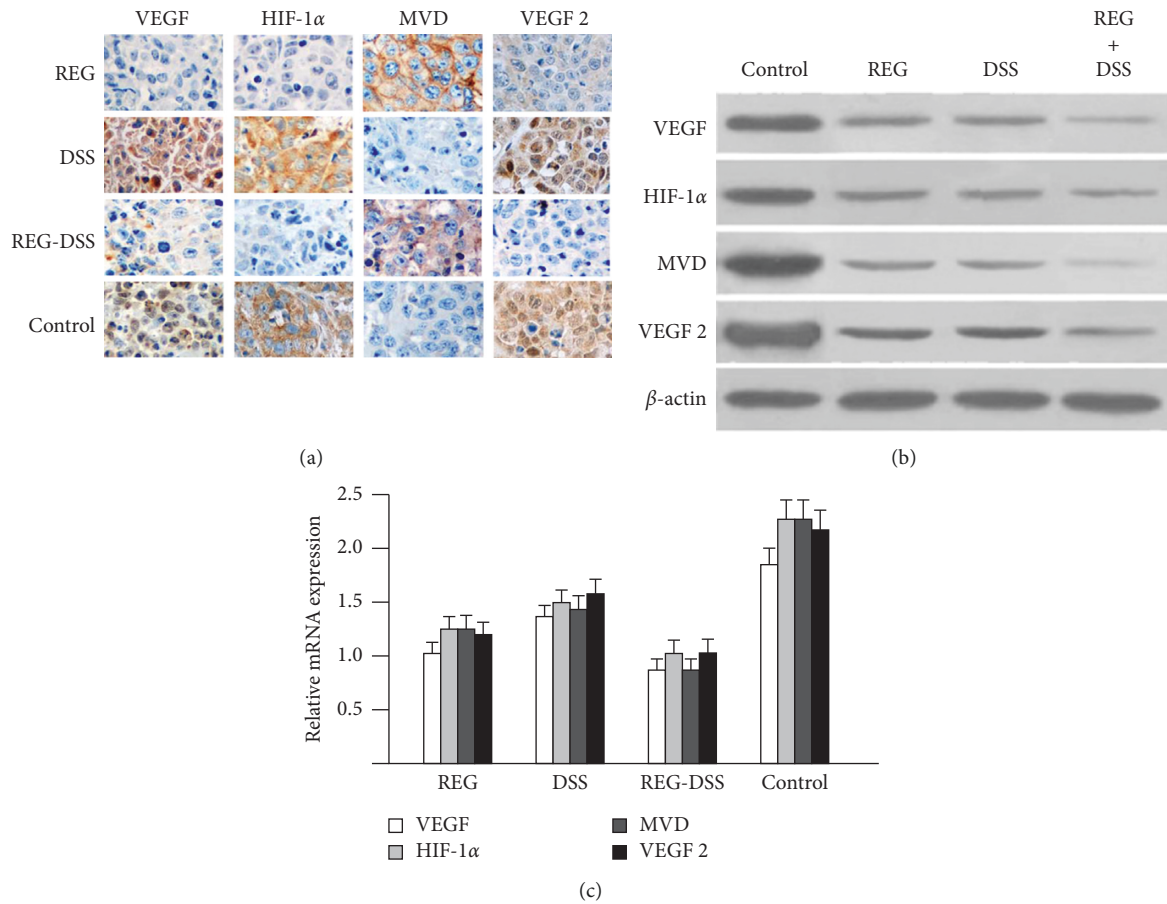 VEGF HIF-1α MVD VEGF 2
REG
DSS
REG-DSS
Control
(a)
REG
+
Control REG DSS DSS
VEGF
HIF-1α
MVD
VEGF 2
β-actin
(b)
Relative mRNA expression
2.5
2.0
1.5
1.0
0.5
REG DSS REG-DSS Control
VEGF MVD
HIF-1α VEGF 2
(c)